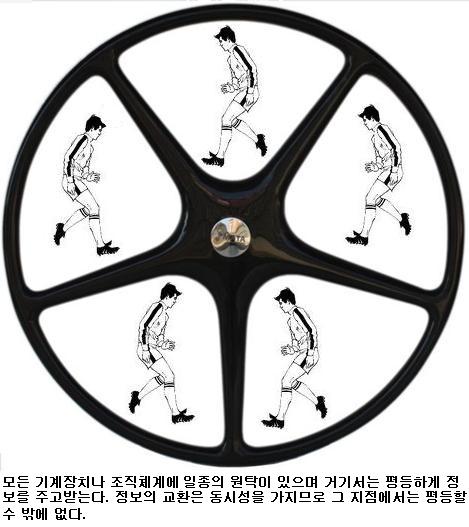 모든 기계장치나 조직체계에 일종의 원탁이 있으며 거기서는 평등하게 정
보를 주고받는다. 정보의 교환은 동시성을 가지므로 그 지점에서는 평등할
수 밖에 없다.